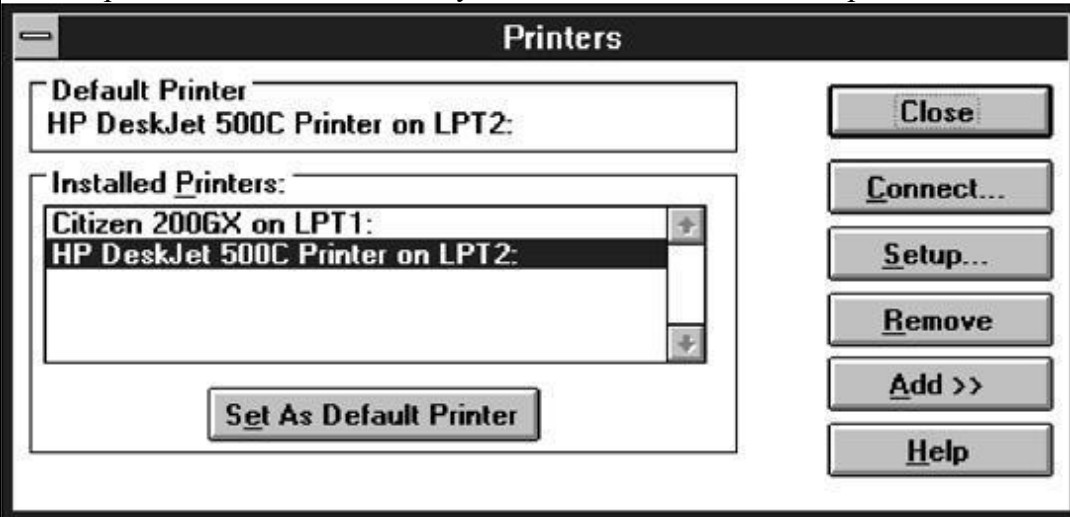 Printers
Default Printer
HP DeskJet 500C Printer on LPT2:
Installed Printers:
Citizen 200GX on LPT1:
HP DeskJet 500C Printer on LPT2:
Set As Default Printer
Close
Connect...
Setup...
Remove
Add >>
Help